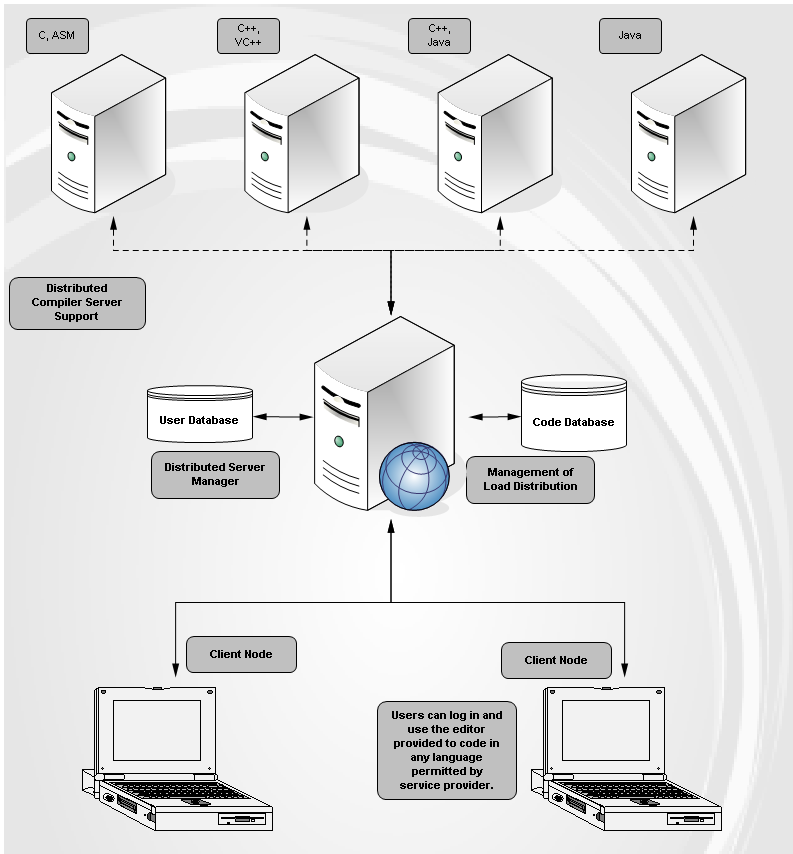 C, ASM
C++,
VC++
C++,
Java
Java
Distributed
Compiler Server
Support
User Database
Code Database
Distributed Server
Manager
Management of
Load Distribution
Client Node
Client Node
Users can log in and
use the editor
provided to code in
any language
permitted by
service provider.